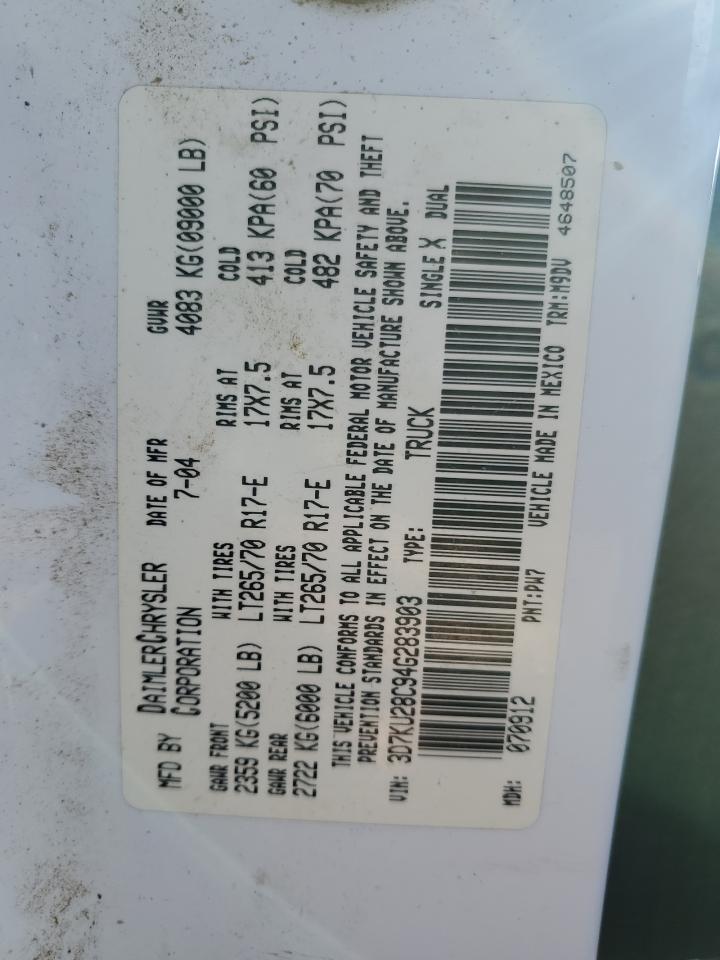 MFD BY DAIMLERCHRYSLER CORPORATION DATE OF MFR 7-04 GVWR 4083 KG(09000 LB)
GAWR FRONT WITH TIRES RIMS AT COLD
2359 KG(5200 LB) LT265/70 R17-E 17X7.5 413 KPA(60 PSI)
GAWR REAR WITH TIRES RIMS AT COLD
2722 KG(6000 LB) LT265/70 R17-E 17X7.5 482 KPA(70 PSI)
THIS VEHICLE CONFORMS TO ALL APPLICABLE FEDERAL MOTOR VEHICLE SAFETY AND THEFT
PREVENTION STANDARDS IN EFFECT ON THE DATE OF MANUFACTURE SHOWN ABOVE.
VIN: 3D7KU28C94G283903 TYPE: TRUCK SINGLE X DUAL
MDH: 070912 PNT:PW7 VEHICLE MADE IN MEXICO TRM:M9DV 4648507